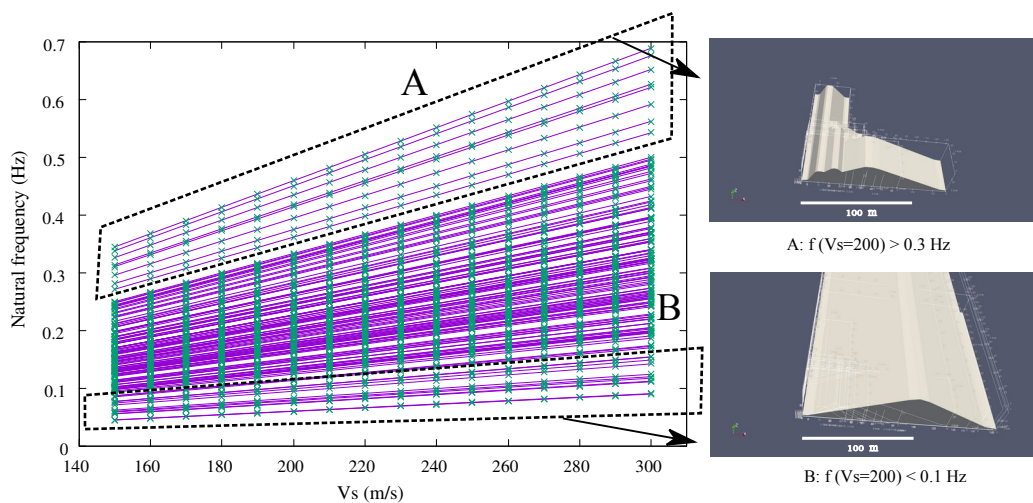 0.7
0.6
0.5
0.4
0.3
0.2
0.1
0
Natural frequency (Hz)
140 160 180 200 220 240 260 280 300
Vs (m/s)
A
B
100 m
A: f (Vs=200) > 0.3 Hz
100 m
B: f (Vs=200) < 0.1 Hz